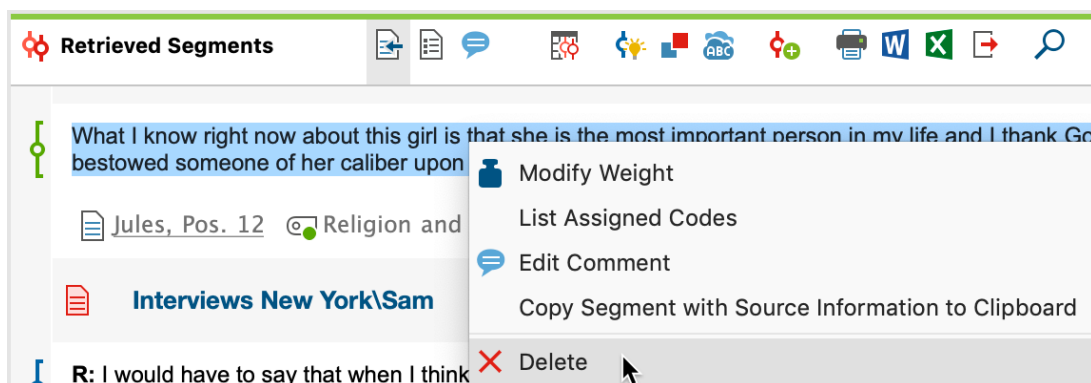 Retrieved Segments
ABC
W
X
What I know right now about this girl is that she is the most important person in my life and I thank Go
bestowed someone of her caliber upon
Modify Weight
Jules, Pos. 12 Religion and
List Assigned Codes
Edit Comment
Interviews New York\Sam
Copy Segment with Source Information to Clipboard
Delete
R: I would have to say that when I think